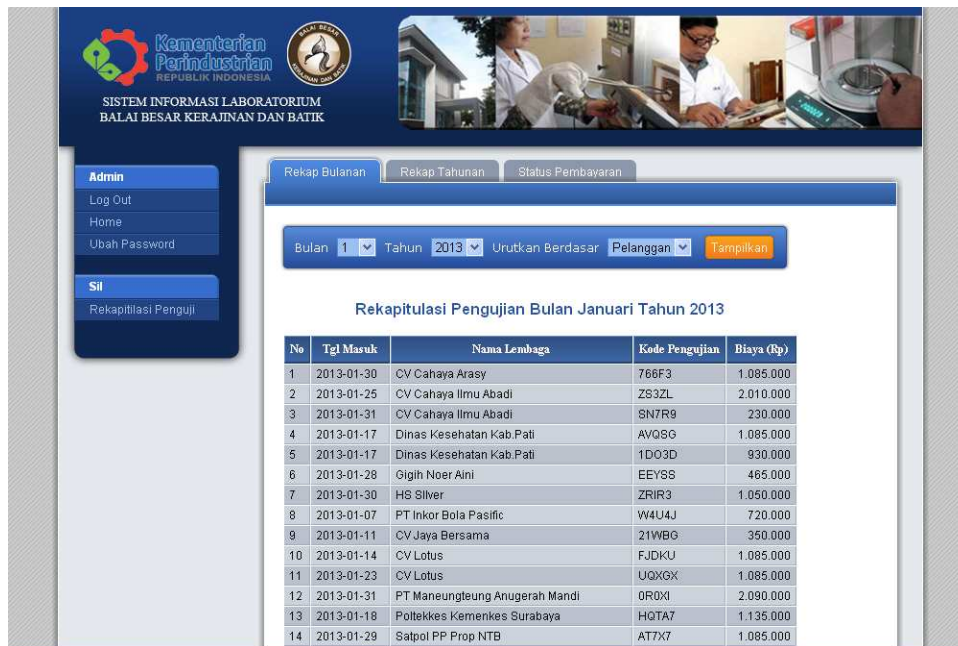 Kementerian
Perindustrian
REPUBLIK INDONESIA
BALAI BESAR
KERAJINAN DAN BATIK
SISTEM INFORMASI LABORATORIUM
BALAI BESAR KERAJINAN DAN BATIK
Admin
Log Out
Home
Ubah Password
Sil
Rekapitilasi Penguji
Rekap Bulanan Rekap Tahunan Status Pembayaran
Bulan 1 Tahun 2013 Urutkan Berdasar Pelanggan Tampilkan
Rekapitulasi Pengujian Bulan Januari Tahun 2013
No Tgl Masuk Nama Lembaga Kode Pengujian Biaya (Rp)
1 2013-01-30 CV Cahaya Arasy 766F3 1.085.000
2 2013-01-25 CV Cahaya Ilmu Abadi ZS3ZL 2.010.000
3 2013-01-31 CV Cahaya Ilmu Abadi SN7R9 230.000
4 2013-01-17 Dinas Kesehatan Kab.Pati AVQSG 1.085.000
5 2013-01-17 Dinas Kesehatan Kab.Pati 1DO3D 930.000
6 2013-01-28 Gigih Noer Aini EEYSS 465.000
7 2013-01-30 HS Silver ZRIR3 1.050.000
8 2013-01-07 PT Inkor Bola Pasific W4U4J 720.000
9 2013-01-11 CV Jaya Bersama 21WBG 350.000
10 2013-01-14 CV Lotus FJDKU 1.085.000
11 2013-01-23 CV Lotus UQXGX 1.085.000
12 2013-01-31 PT Maneungteung Anugerah Mandi 0R0XI 2.090.000
13 2013-01-18 Poltekkes Kemenkes Surabaya HQTA7 1.135.000
14 2013-01-29 Satpol PP Prop NTB AT7X7 1.085.000